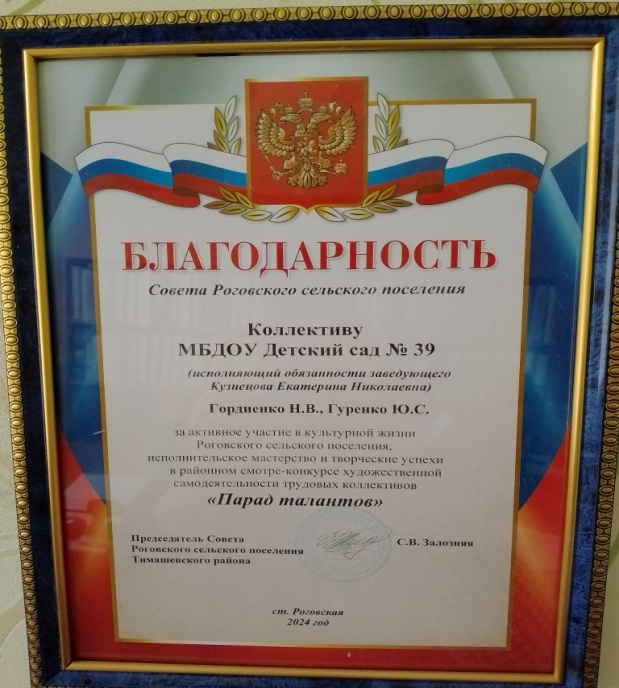 БЛАГОДАРНОСТЬ
Совета Роговского сельского поселения
Коллективу
МБДОУ Детский сад № 39
(исполняющий обязанности заведующего
Кузнецова Екатерина Николаевна)
Гордиенко Н.В., Гуренко Ю.С.
за активное участие в культурной жизни
Роговского сельского поселения,
исполнительское мастерство и творческие успехи
в районном смотре-конкурсе художественной
самодеятельности трудовых коллективов
«Парад талантов»
Председатель Совета
Роговского сельского поселения
Тимашевского района
С.В. Залозняя
ст. Роговская
2024 год